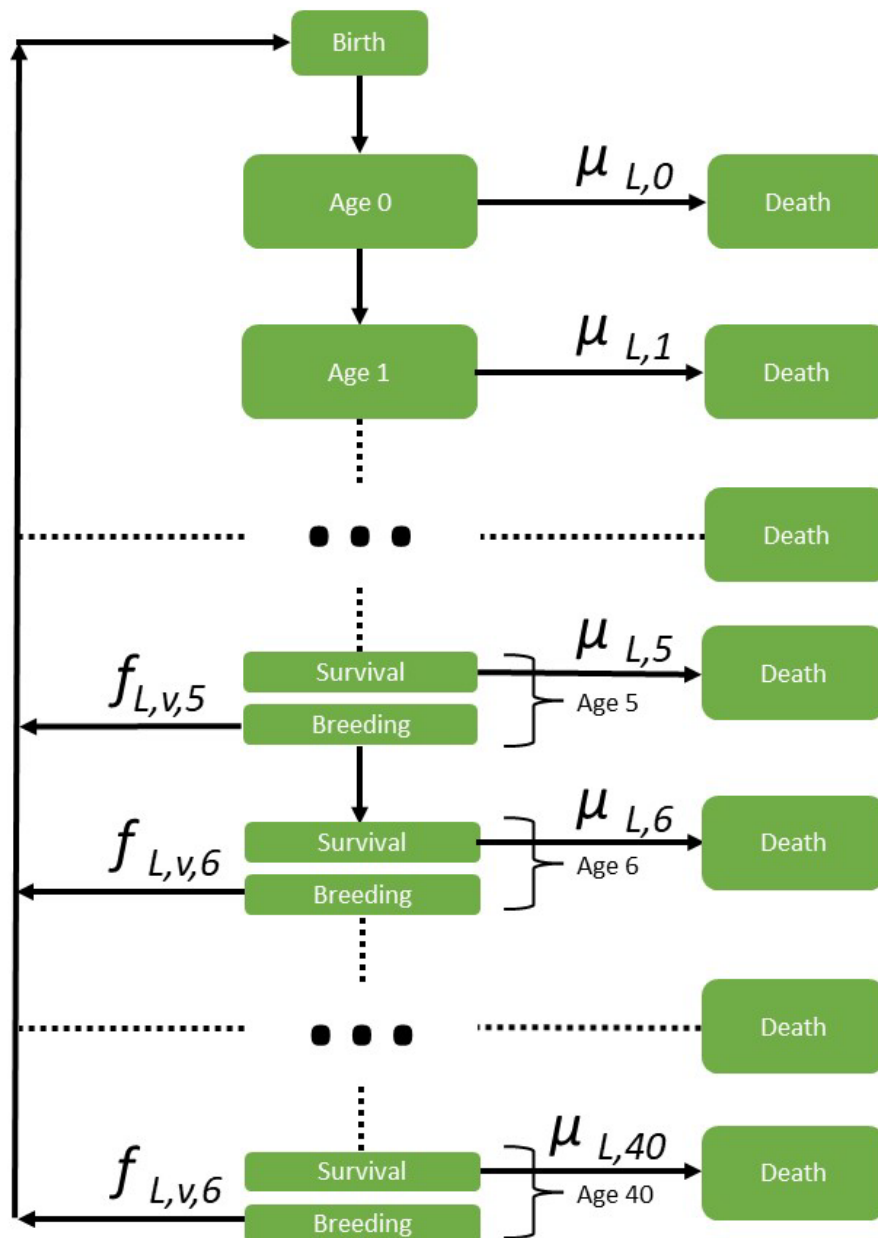 Birth
μ L,0
Age 0
Death
μ L,1
Age 1
Death
Death
μ L,5
Survival
Death
f L,v,5
Age 5
Breeding
μ L,6
Survival
Death
f L,v,6
Age 6
Breeding
Death
μ L,40
Survival
Death
f L,v,6
Age 40
Breeding